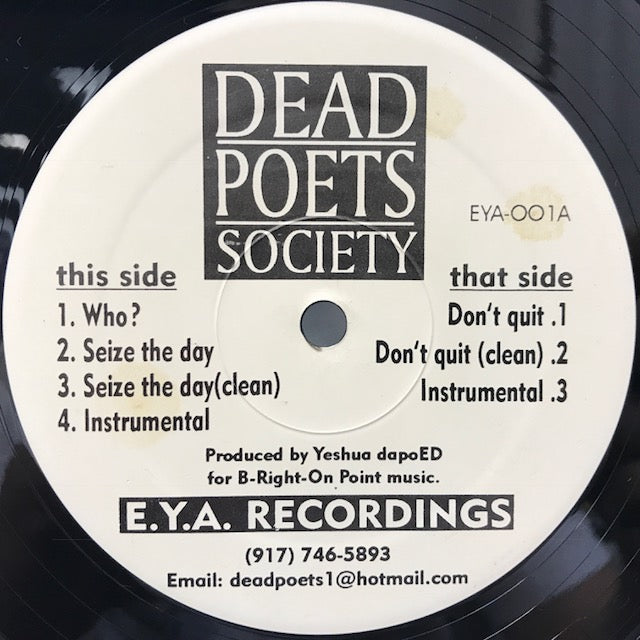 DEAD
POETS
SOCIETY
EYA-001A
this side
1. Who?
2. Seize the day
3. Seize the day(clean)
4. Instrumental
that side
Don't quit .1
Don't quit (clean) .2
Instrumental .3
Produced by Yeshua dapoED
for B-Right-On Point music.
E.Y.A. RECORDINGS
(917) 746-5893
Email: deadpoets1@hotmail.com